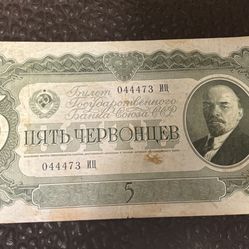 Билет 044473 ИЦ
Государственного
Банка Союза ССР
ПЯТЬ ЧЕРВОНЦЕВ
044473 ИЦ
5